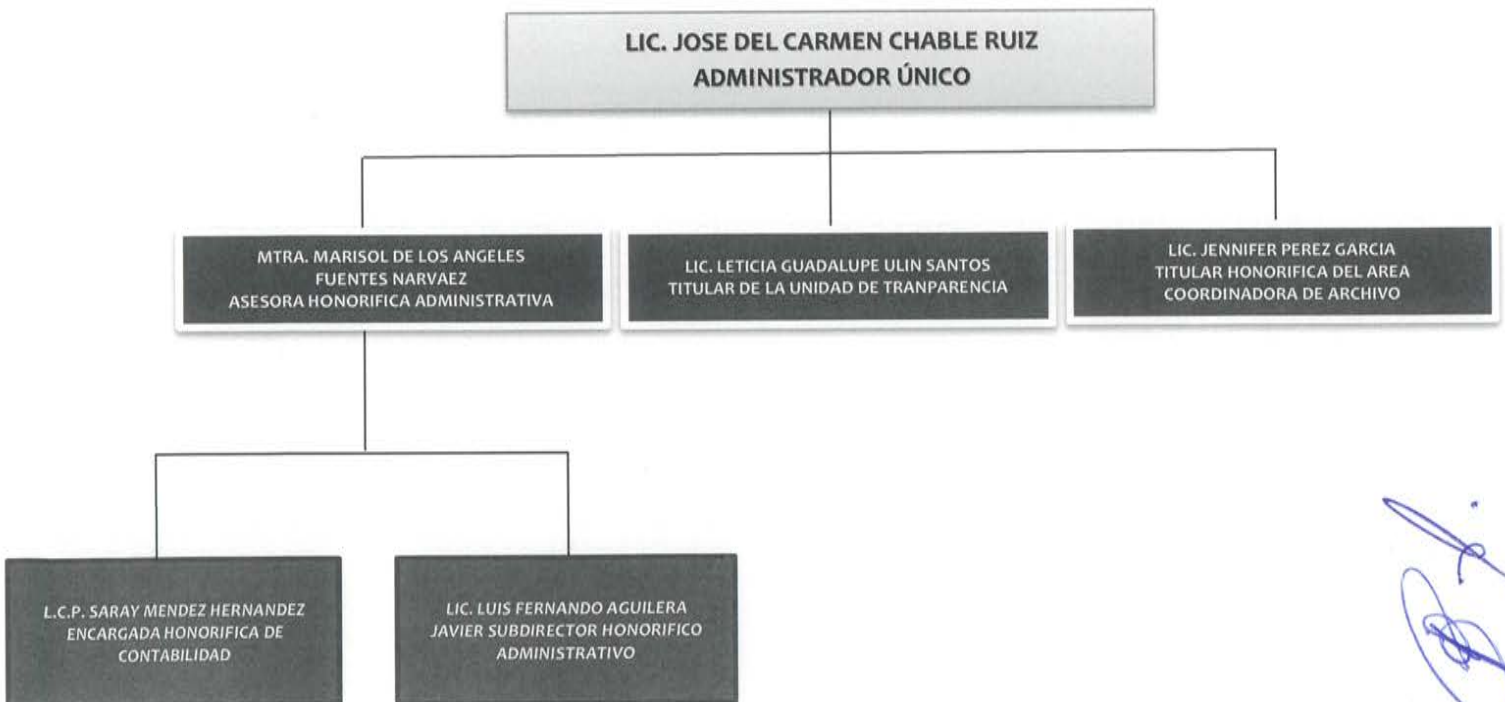 LIC. JOSE DEL CARMEN CHABLE RUIZ
ADMINISTRADOR ÚNICO
MTRA. MARISOL DE LOS ANGELES
FUENTES NARVAEZ
ASESORA HONORIFICA ADMINISTRATIVA
LIC. LETICIA GUADALUPE ULIN SANTOS
TITULAR DE LA UNIDAD DE TRANPARENCIA
LIC. JENNIFER PEREZ GARCIA
TITULAR HONORIFICA DEL AREA
COORDINADORA DE ARCHIVO
L.C.P. SARAY MENDEZ HERNANDEZ
ENCARGADA HONORIFICA DE
CONTABILIDAD
LIC. LUIS FERNANDO AGUILERA
JAVIER SUBDIRECTOR HONORIFICO
ADMINISTRATIVO